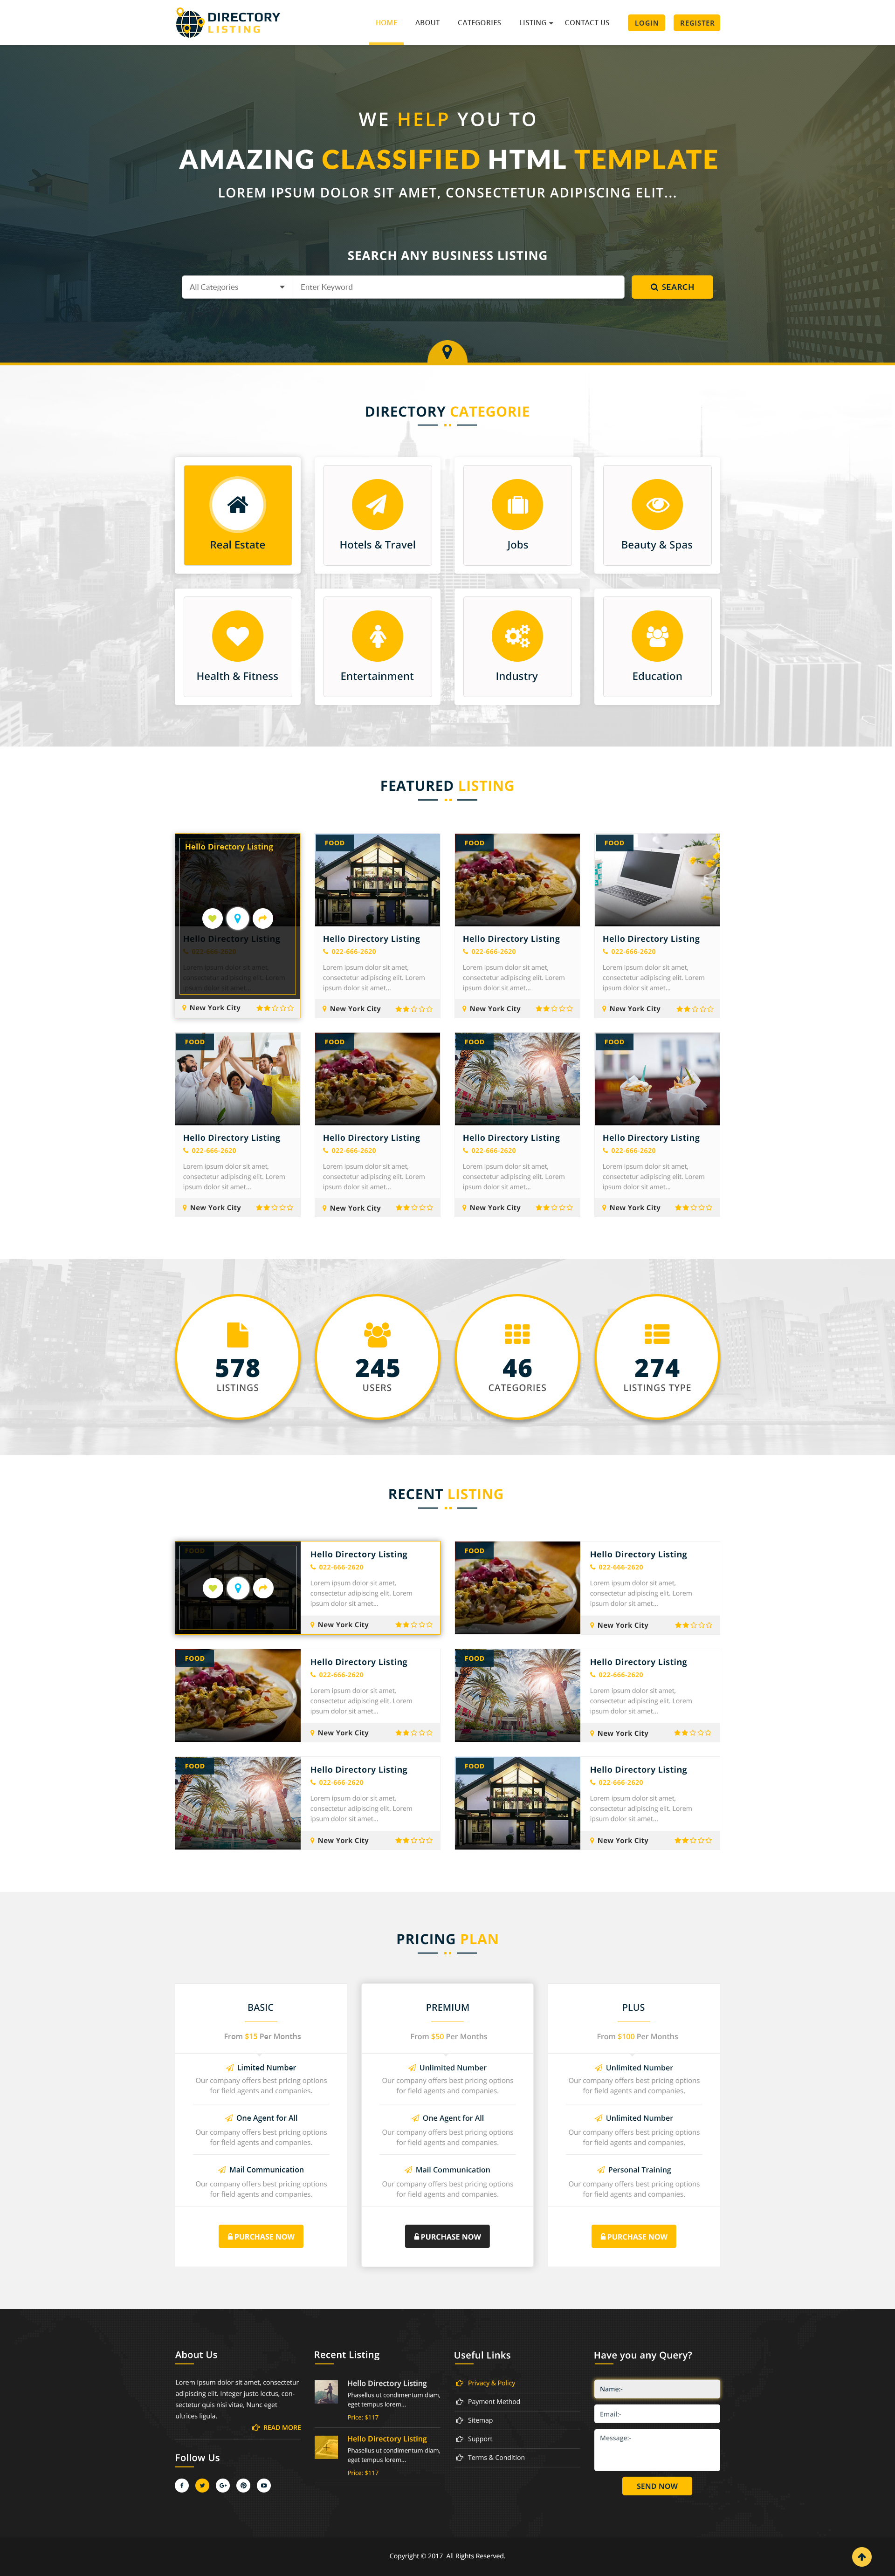 DIRECTORY
LISTING
HOME ABOUT CATEGORIES LISTING CONTACT US LOGIN REGISTER
WE HELP YOU TO
AMAZING CLASSIFIED HTML TEMPLATE
LOREM IPSUM DOLOR SIT AMET, CONSECTETUR ADIPISCING ELIT...
SEARCH ANY BUSINESS LISTING
All Categories Enter Keyword SEARCH
DIRECTORY CATEGORIE
Real Estate Hotels & Travel Jobs Beauty & Spas
Health & Fitness Entertainment Industry Education
FEATURED LISTING
Hello Directory Listing
Hello Directory Listing
022-666-2620
Lorem ipsum dolor sit amet,
consectetur adipiscing elit. Lorem
ipsum dolor sit amet...
New York City
FOOD
Hello Directory Listing
022-666-2620
Lorem ipsum dolor sit amet,
consectetur adipiscing elit. Lorem
ipsum dolor sit amet...
New York City
FOOD
Hello Directory Listing
022-666-2620
Lorem ipsum dolor sit amet,
consectetur adipiscing elit. Lorem
ipsum dolor sit amet...
New York City
FOOD
Hello Directory Listing
022-666-2620
Lorem ipsum dolor sit amet,
consectetur adipiscing elit. Lorem
ipsum dolor sit amet...
New York City
FOOD
Hello Directory Listing
022-666-2620
Lorem ipsum dolor sit amet,
consectetur adipiscing elit. Lorem
ipsum dolor sit amet...
New York City
FOOD
Hello Directory Listing
022-666-2620
Lorem ipsum dolor sit amet,
consectetur adipiscing elit. Lorem
ipsum dolor sit amet...
New York City
FOOD
Hello Directory Listing
022-666-2620
Lorem ipsum dolor sit amet,
consectetur adipiscing elit. Lorem
ipsum dolor sit amet...
New York City
FOOD
Hello Directory Listing
022-666-2620
Lorem ipsum dolor sit amet,
consectetur adipiscing elit. Lorem
ipsum dolor sit amet...
New York City
578
LISTINGS
245
USERS
46
CATEGORIES
274
LISTINGS TYPE
RECENT LISTING
FOOD
Hello Directory Listing
022-666-2620
Lorem ipsum dolor sit amet,
consectetur adipiscing elit. Lorem
ipsum dolor sit amet...
New York City
FOOD
Hello Directory Listing
022-666-2620
Lorem ipsum dolor sit amet,
consectetur adipiscing elit. Lorem
ipsum dolor sit amet...
New York City
FOOD
Hello Directory Listing
022-666-2620
Lorem ipsum dolor sit amet,
consectetur adipiscing elit. Lorem
ipsum dolor sit amet...
New York City
FOOD
Hello Directory Listing
022-666-2620
Lorem ipsum dolor sit amet,
consectetur adipiscing elit. Lorem
ipsum dolor sit amet...
New York City
FOOD
Hello Directory Listing
022-666-2620
Lorem ipsum dolor sit amet,
consectetur adipiscing elit. Lorem
ipsum dolor sit amet...
New York City
FOOD
Hello Directory Listing
022-666-2620
Lorem ipsum dolor sit amet,
consectetur adipiscing elit. Lorem
ipsum dolor sit amet...
New York City
PRICING PLAN
BASIC
From $15 Per Months
Limited Number
Our company offers best pricing options
for field agents and companies.
One Agent for All
Our company offers best pricing options
for field agents and companies.
Mail Communication
Our company offers best pricing options
for field agents and companies.
PURCHASE NOW
PREMIUM
From $50 Per Months
Unlimited Number
Our company offers best pricing options
for field agents and companies.
One Agent for All
Our company offers best pricing options
for field agents and companies.
Mail Communication
Our company offers best pricing options
for field agents and companies.
PURCHASE NOW
PLUS
From $100 Per Months
Unlimited Number
Our company offers best pricing options
for field agents and companies.
Unlimited Number
Our company offers best pricing options
for field agents and companies.
Personal Training
Our company offers best pricing options
for field agents and companies.
PURCHASE NOW
About Us
Lorem ipsum dolor sit amet, consectetur
adipiscing elit. Integer justo lectus, con-
sectetur quis nisi vitae, Nunc eget
ultrices ligula.
READ MORE
Follow Us
Recent Listing
Hello Directory Listing
Phasellus ut condimentum diam,
eget tempus lorem...
Price: $117
Hello Directory Listing
Phasellus ut condimentum diam,
eget tempus lorem...
Price: $117
Useful Links
Privacy & Policy
Payment Method
Sitemap
Support
Terms & Condition
Have you any Query?
Name:-
Email:-
Message:-
SEND NOW
Copyright © 2017 All Rights Reserved.